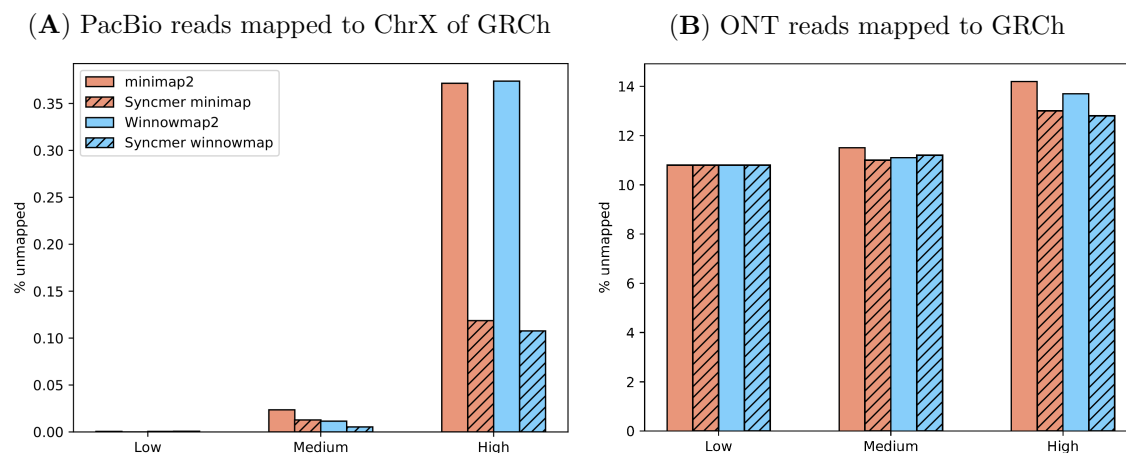 (A) PacBio reads mapped to ChrX of GRCh
(B) ONT reads mapped to GRCh
minimap2
Syncmer minimap
Winnowmap2
Syncmer winnowmap
% unmapped
0.35
0.30
0.25
0.20
0.15
0.10
0.05
0.00
Low
Medium
High
% unmapped
14
12
10
8
6
4
2
0
Low
Medium
High